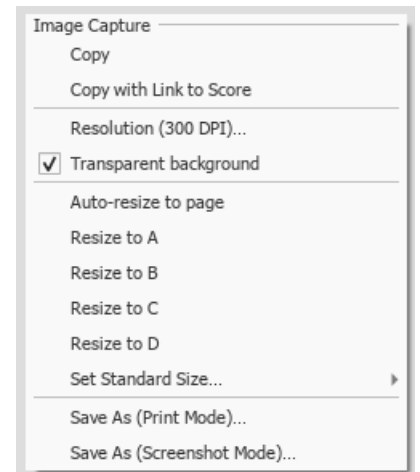 Image Capture
Copy
Copy with Link to Score
Resolution (300 DPI)...
Transparent background
Auto-resize to page
Resize to A
Resize to B
Resize to C
Resize to D
Set Standard Size...
Save As (Print Mode)...
Save As (Screenshot Mode)...